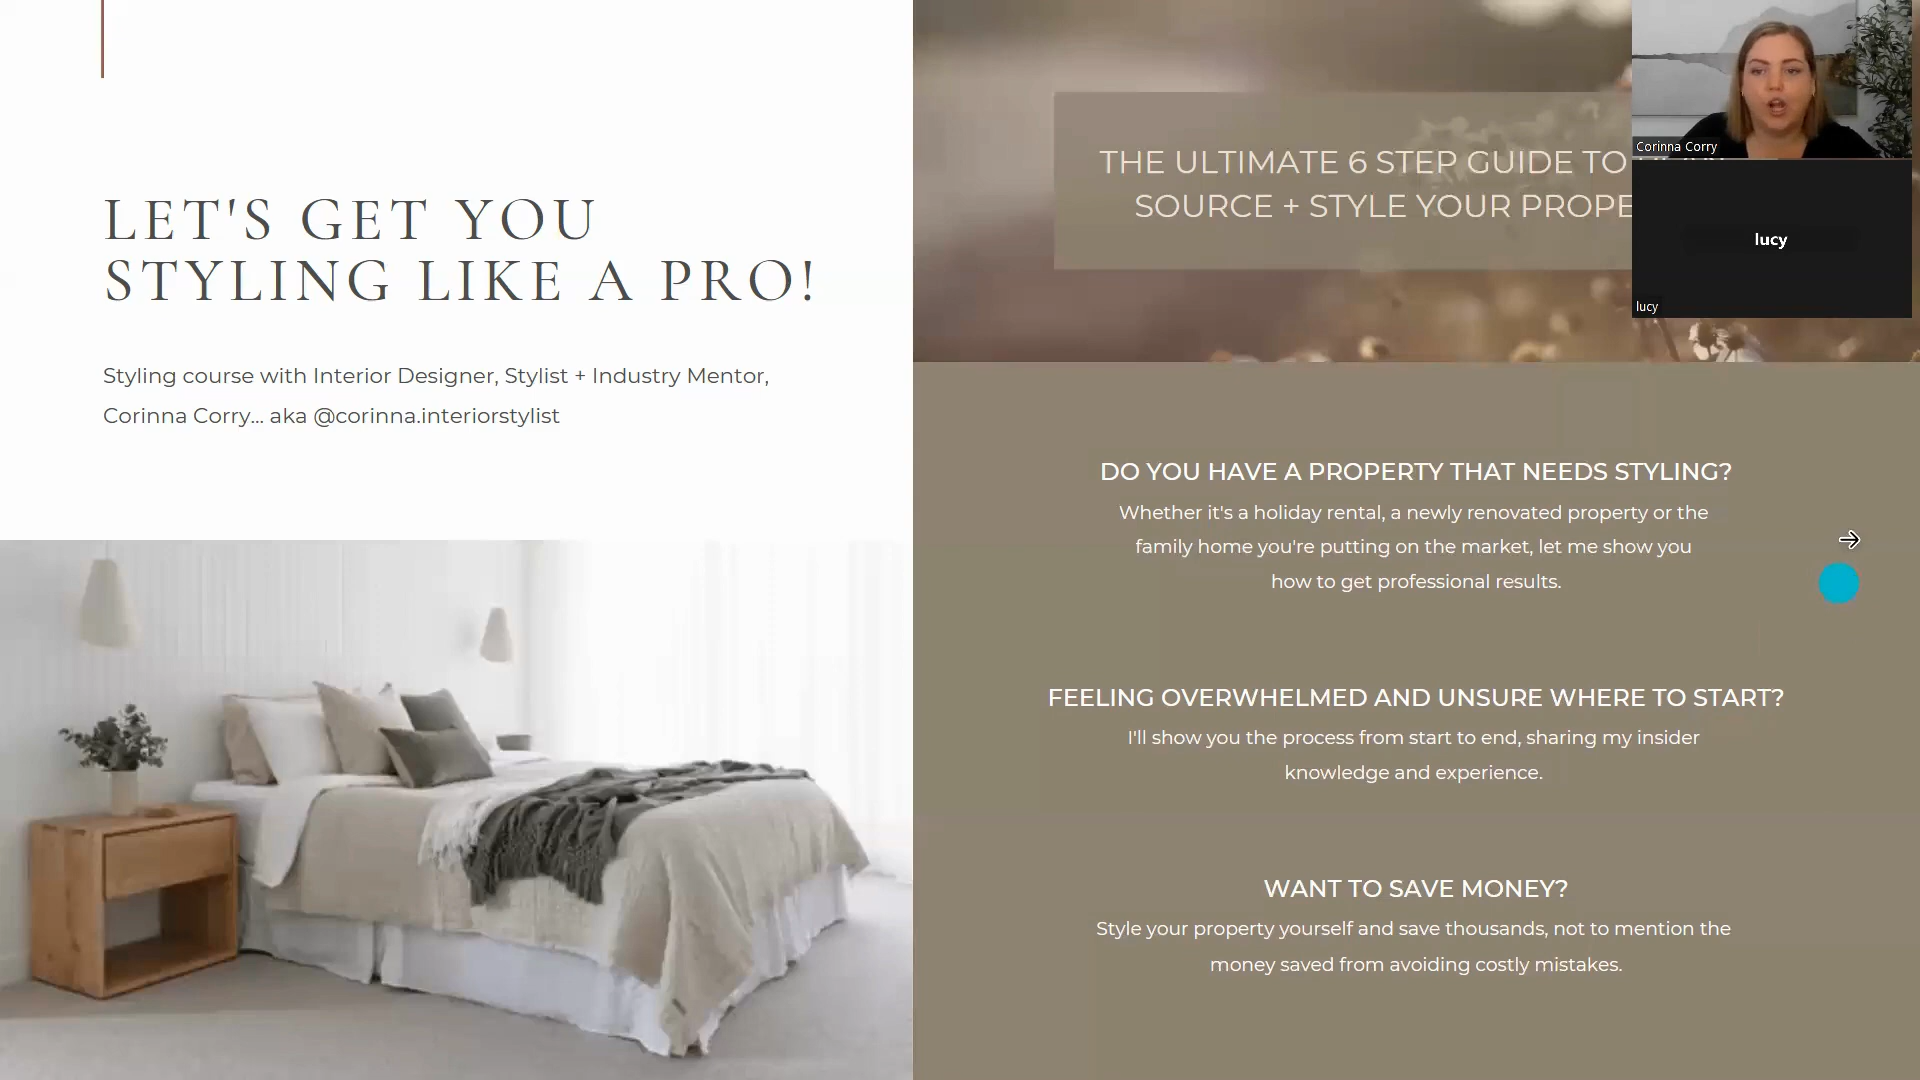 LET'S GET YOU
STYLING LIKE A PRO!
Styling course with Interior Designer, Stylist + Industry Mentor,
Corinna Corry... aka @corinna.interiorstylist
THE ULTIMATE 6 STEP GUIDE TO
SOURCE + STYLE YOUR
DO YOU HAVE A PROPERTY THAT NEEDS STYLING?
Whether it's a holiday rental, a newly renovated property or the
family home you're putting on the market, let me show you
how to get professional results.
FEELING OVERWHELMED AND UNSURE WHERE TO START?
I'll show you the process from start to end, sharing my insider
knowledge and experience.
WANT TO SAVE MONEY?
Style your property yourself and save thousands, not to mention the
money saved from avoiding costly mistakes.
Corinna Corry
lucy
lucy